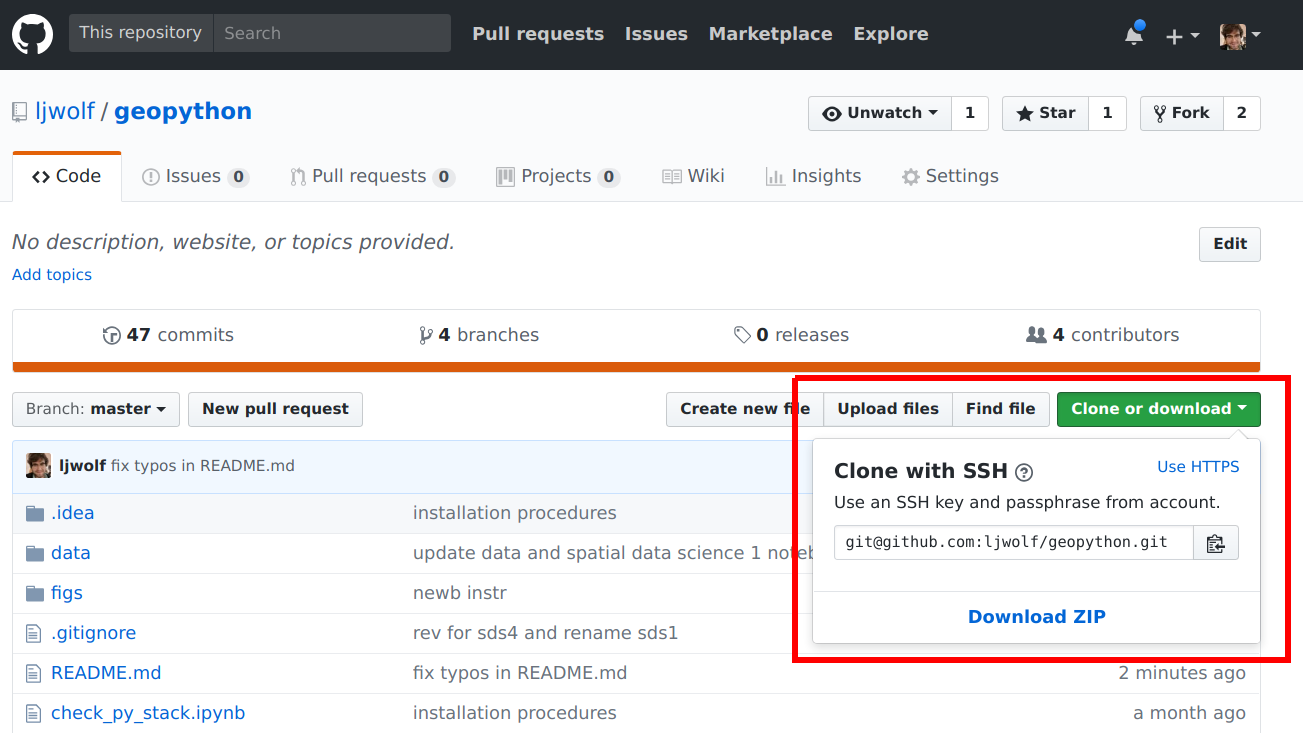 This repository Search Pull requests Issues Marketplace Explore
ljwolf / geopython Unwatch 1 Star 1 Fork 2
Code Issues 0 Pull requests 0 Projects 0 Wiki Insights Settings
No description, website, or topics provided. Edit
Add topics
47 commits 4 branches 0 releases 4 contributors
Branch: master New pull request Create new file Upload files Find file Clone or download
ljwolf fix typos in README.md
Clone with SSH Use HTTPS
Use an SSH key and passphrase from account.
git@github.com:ljwolf/geopython.git
Download ZIP
.idea installation procedures
data update data and spatial data science 1 noteb
figs newb instr
.gitignore rev for sds4 and rename sds1
README.md fix typos in README.md 2 minutes ago
check_py_stack.ipynb installation procedures a month ago